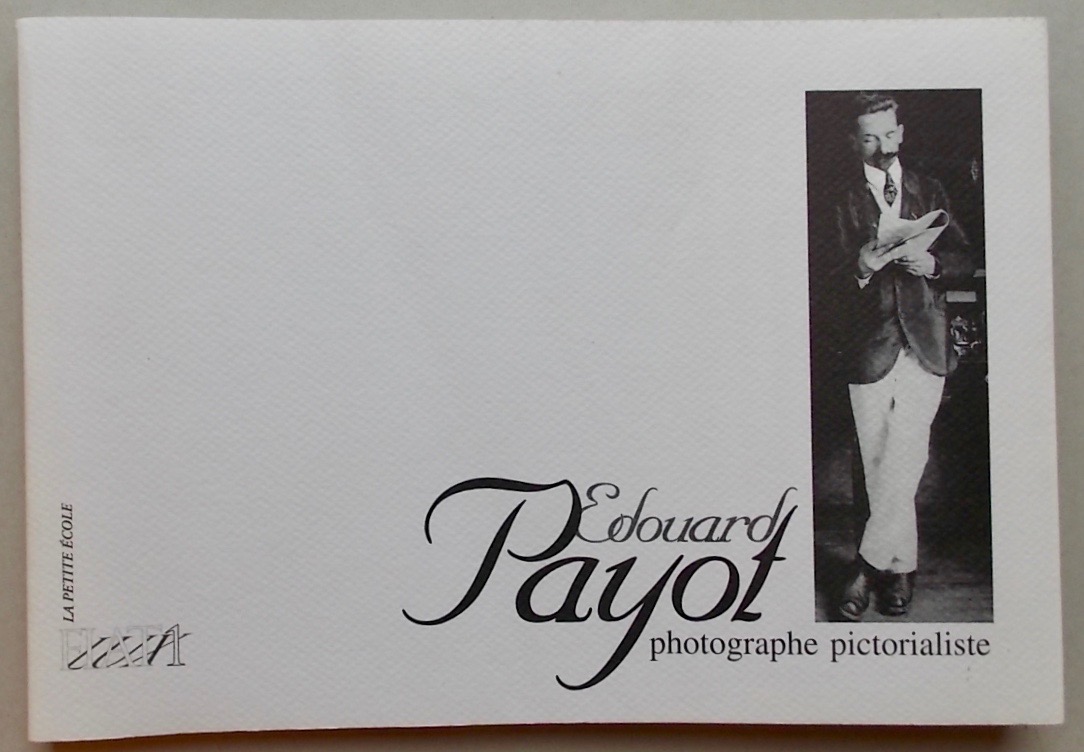 Edouard
Payot
photographe pictorialiste
LA PETITE ÉCOLE